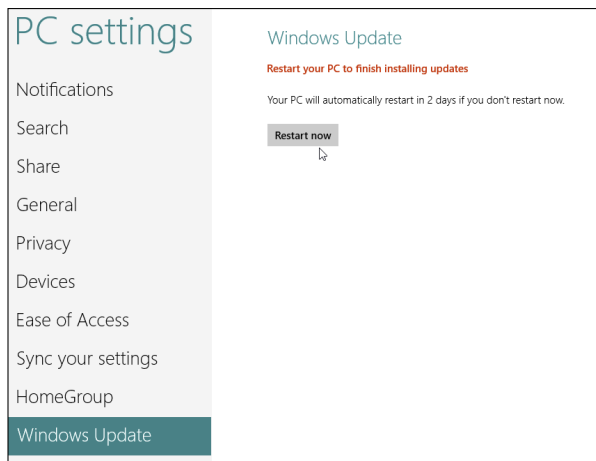 PC settings
Notifications
Search
Share
General
Privacy
Devices
Ease of Access
Sync your settings
HomeGroup
Windows Update
Windows Update
Restart your PC to finish installing updates
Your PC will automatically restart in 2 days if you don't restart now.
Restart now